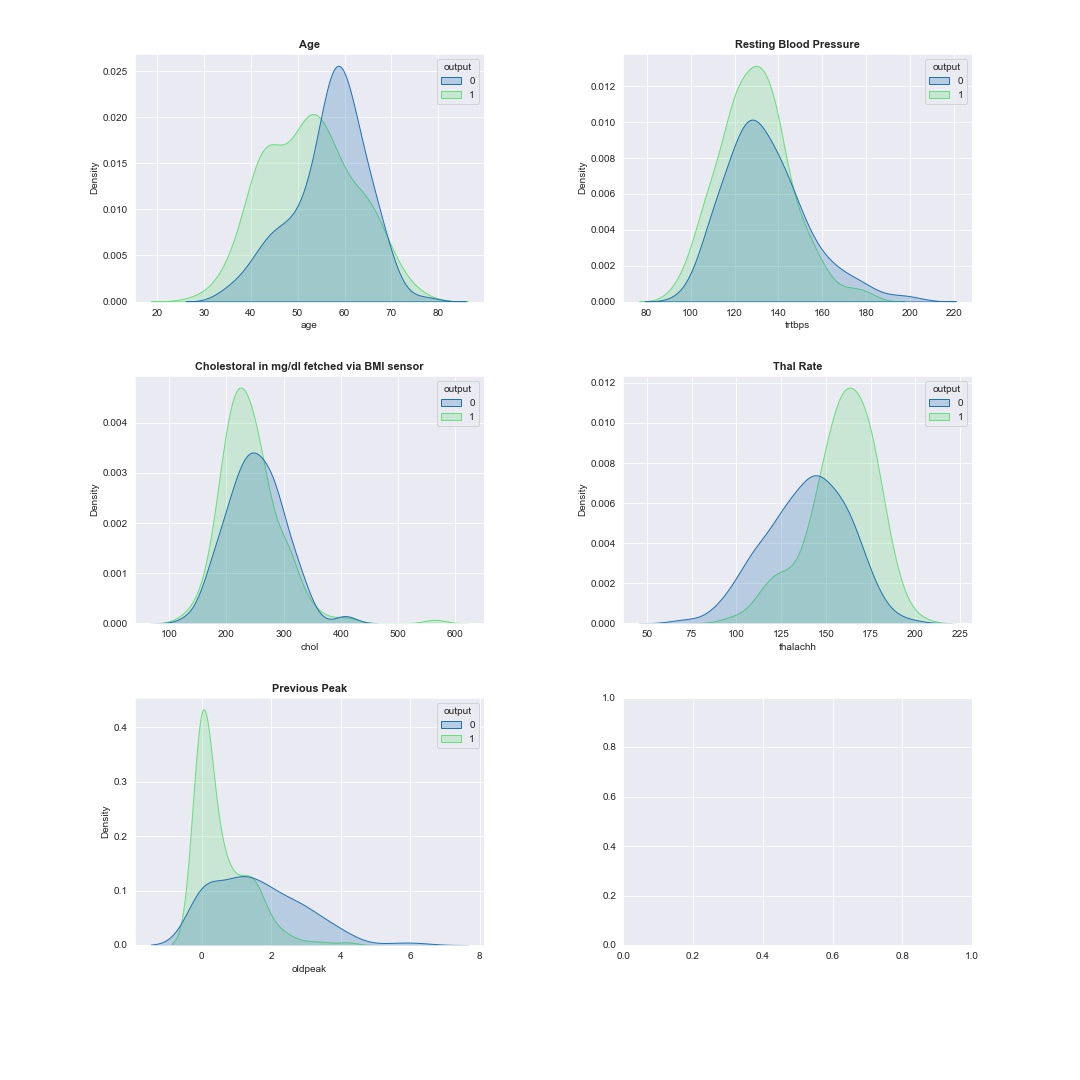 Age
output
0
1
0.025
0.020
0.015
0.010
0.005
0.000
Density
20 30 40 50 60 70 80
age
Resting Blood Pressure
output
0
1
0.012
0.010
0.008
0.006
0.004
0.002
0.000
Density
80 100 120 140 160 180 200 220
trtbps
Cholestoral in mg/dl fetched via BMI sensor
output
0
1
0.004
0.003
0.002
0.001
0.000
Density
100 200 300 400 500 600
chol
Thal Rate
output
0
1
0.012
0.010
0.008
0.006
0.004
0.002
0.000
Density
50 75 100 125 150 175 200 225
thalachh
Previous Peak
output
0
1
0.4
0.3
0.2
0.1
0.0
Density
0 2 4 6 8
oldpeak
1.0
0.8
0.6
0.4
0.2
0.0
0.0 0.2 0.4 0.6 0.8 1.0